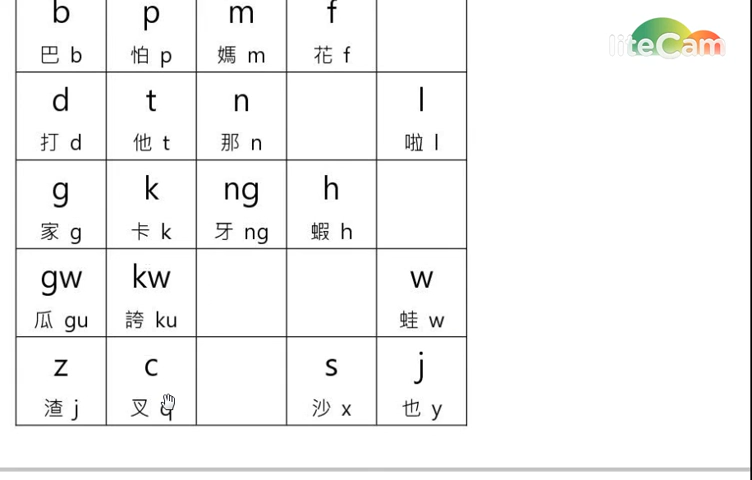 liteCam
b p m f
巴 b 怕 p 媽 m 花 f
d t n l
打 d 他 t 那 n 啦 l
g k ng h
家 g 卡 k 牙 ng 蝦 h
gw kw w
瓜 gu 誇 ku 蛙 w
z c s j
渣 j 叉 q 沙 x 也 y